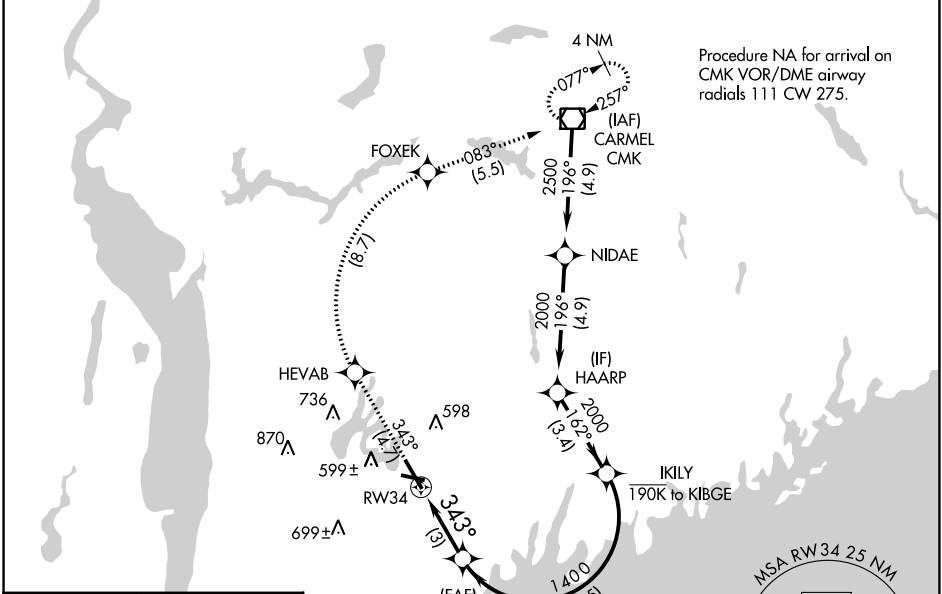 4 NM
077°
257°
Procedure NA for arrival on
CMK VOR/DME airway
radials 111 CW 275.
(IAF)
CARMEL
CMK
FOXEK
083°
(5.5)
2500
196°
(4.9)
(8.7)
NIDAE
2000
196°
(4.9)
(IF)
HAARP
HEVAB
736
598
870
343°
(4.7)
2000
162°
(3.4)
599±
IKILY
190K to KIBGE
RW34
343°
(3)
699±
1400
MSA RW34 25 NM